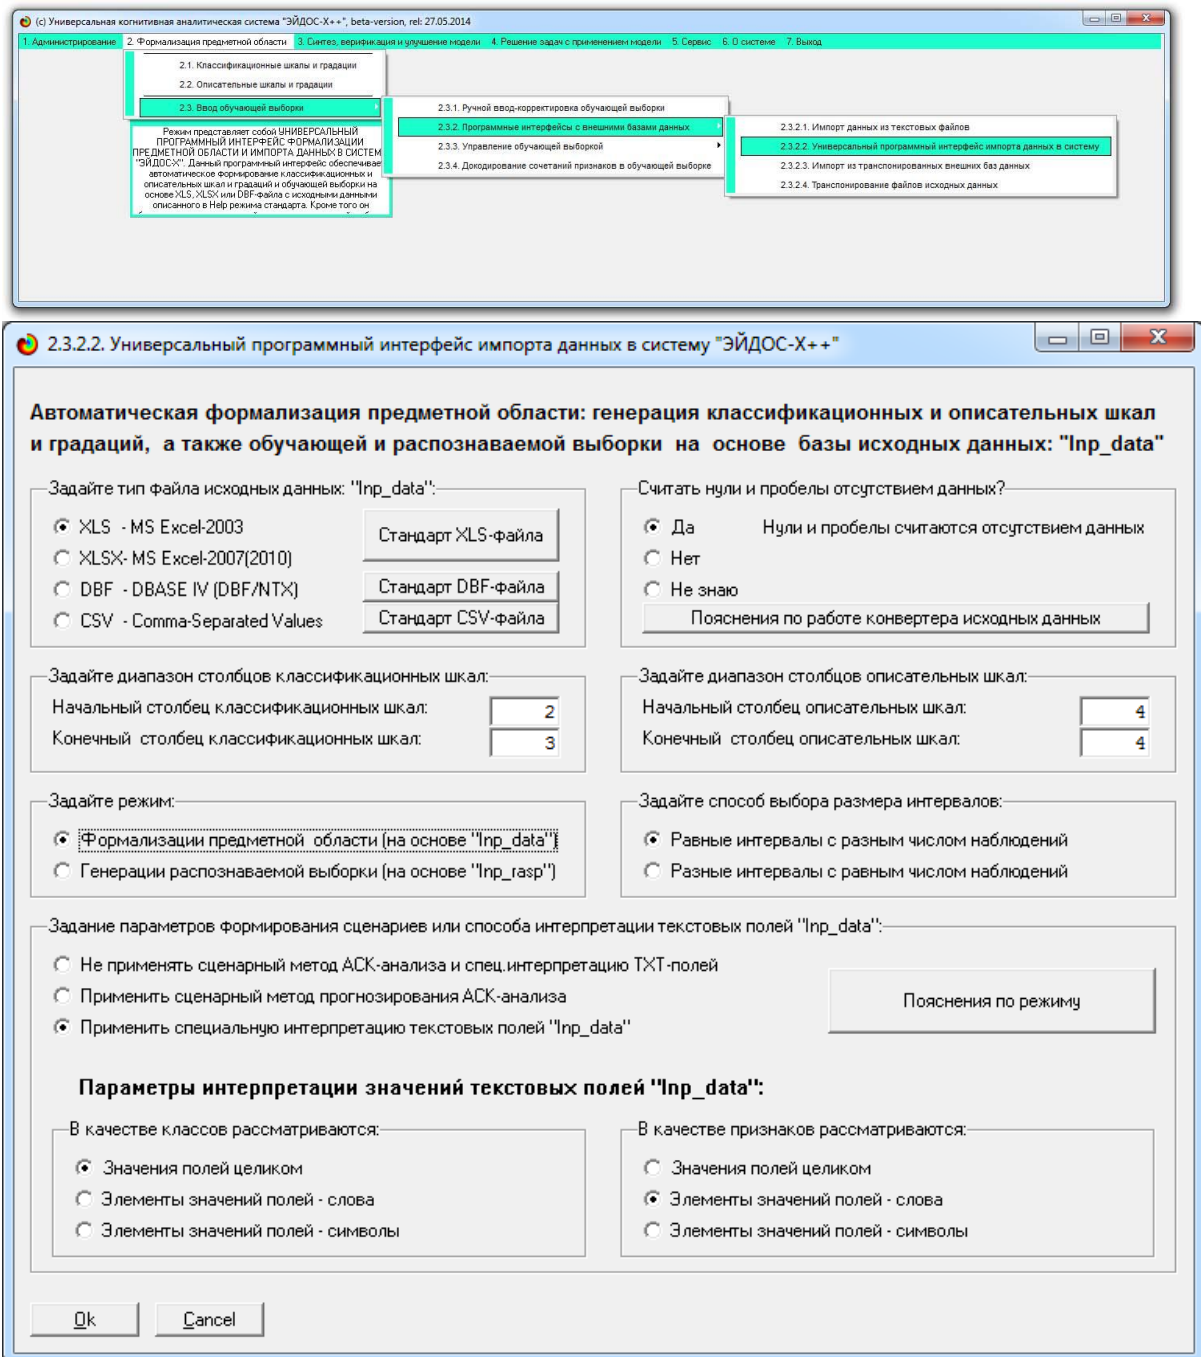 (c) Универсальная когнитивная аналитическая система "ЭЙДОС-X++", beta-version, rel: 27.05.2014
1. Администрирование 2. Формализация предметной области 3. Синтез, верификация и улучшение модели 4. Решение задач с применением модели 5. Сервис 6. О системе 7. Выход
2.1. Классификационные шкалы и градации
2.2. Описательные шкалы и градации
2.3. Ввод обучающей выборки
2.3.1. Ручной ввод-корректировка обучающей выборки
2.3.2. Программные интерфейсы с внешними базами данных
2.3.3. Управление обучающей выборкой
2.3.4. Докодирование сочетаний признаков в обучающей выборке
2.3.2.1. Импорт данных из текстовых файлов
2.3.2.2. Универсальный программный интерфейс импорта данных в систему
2.3.2.3. Импорт из транспонированных внешних баз данных
2.3.2.4. Транспонирование файлов исходных данных
Режим представляет собой УНИВЕРСАЛЬНЫЙ
ПРОГРАММНЫЙ ИНТЕРФЕЙС ФОРМАЛИЗАЦИИ
ПРЕДМЕТНОЙ ОБЛАСТИ И ИМПОРТА ДАННЫХ В СИСТЕМ
"ЭЙДОС-X". Данный программный интерфейс обеспечивае
автоматическое формирование классификационных и
описательных шкал и градаций и обучающей выборки на
основе XLS, XLSX или DBF-файла с исходными данными
описанного в Help режима стандарта. Кроме того он
2.3.2.2. Универсальный программный интерфейс импорта данных в систему "ЭЙДОС-X++"
Автоматическая формализация предметной области: генерация классификационных и описательных шкал
и градаций, а также обучающей и распознаваемой выборки на основе базы исходных данных: "Inp_data"
Задайте тип файла исходных данных: "Inp_data":
XLS - MS Excel-2003
XLSX- MS Excel-2007(2010)
DBF - DBASE IV (DBF/NTX)
CSV - Comma-Separated Values
Стандарт XLS-файла
Стандарт DBF-файла
Стандарт CSV-файла
Считать нули и пробелы отсутствием данных?
Да Нули и пробелы считаются отсутствием данных
Нет
Не знаю
Пояснения по работе конвертера исходных данных
Задайте диапазон столбцов классификационных шкал:
Начальный столбец классификационных шкал: 2
Конечный столбец классификационных шкал: 3
Задайте диапазон столбцов описательных шкал:
Начальный столбец описательных шкал: 4
Конечный столбец описательных шкал: 4
Задайте режим:
Формализации предметной области (на основе "Inp_data")
Генерации распознаваемой выборки (на основе "Inp_rasp")
Задайте способ выбора размера интервалов:
Равные интервалы с разным числом наблюдений
Разные интервалы с равным числом наблюдений
Задание параметров формирования сценариев или способа интерпретации текстовых полей "Inp_data":
Не применять сценарный метод АСК-анализа и спец.интерпретацию TXT-полей
Применить сценарный метод прогнозирования АСК-анализа
Применить специальную интерпретацию текстовых полей "Inp_data"
Пояснения по режиму
Параметры интерпретации значений текстовых полей "Inp_data":
В качестве классов рассматриваются:
Значения полей целиком
Элементы значений полей - слова
Элементы значений полей - символы
В качестве признаков рассматриваются:
Значения полей целиком
Элементы значений полей - слова
Элементы значений полей - символы
Ok Cancel